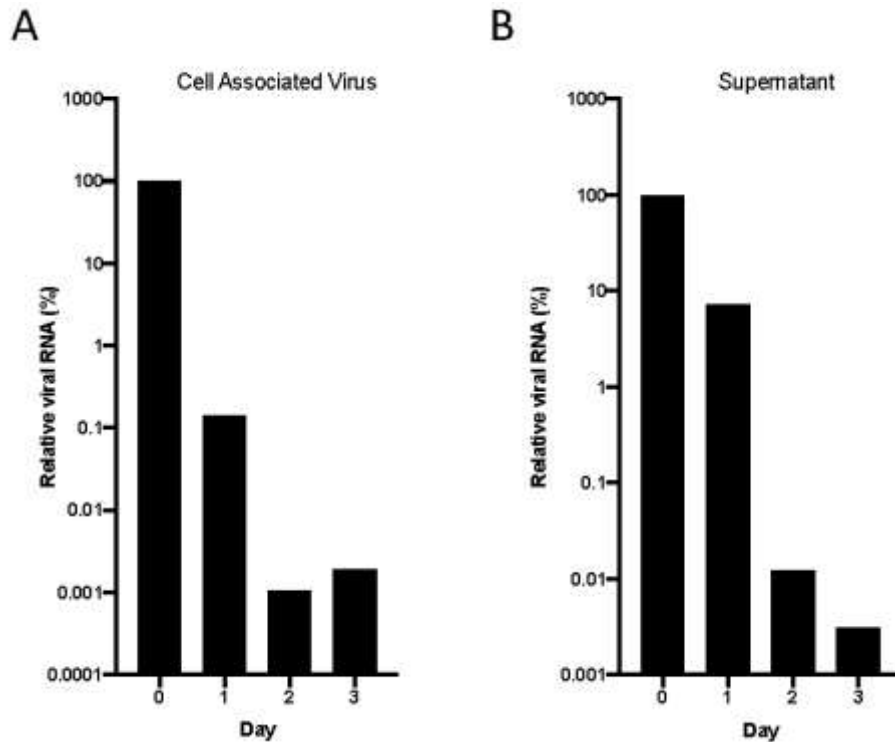 A
Cell Associated Virus
1000
100
10
1
0.1
0.01
0.001
0.0001
Relative viral RNA (%)
0 1 2 3
Day
B
Supernatant
1000
100
10
1
0.1
0.01
0.001
Relative viral RNA (%)
0 1 2 3
Day